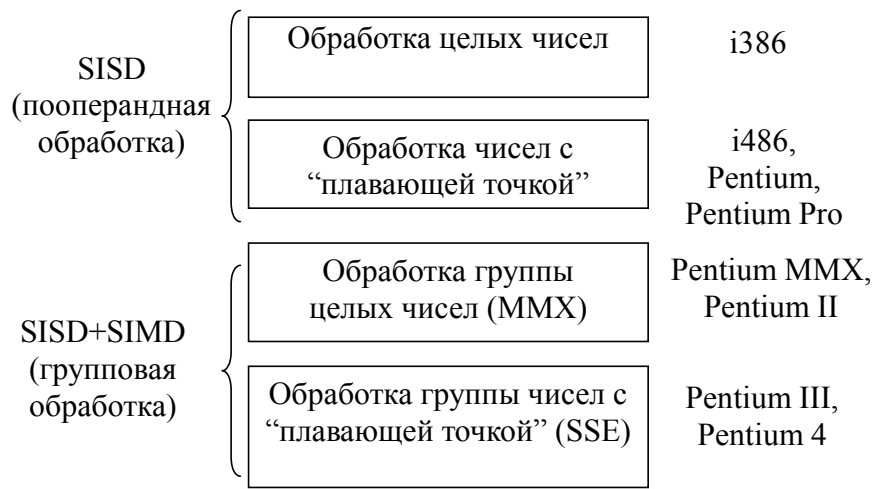 SISD
(пооперандная
обработка)
Обработка целых чисел
i386
Обработка чисел с
“плавающей точкой”
i486,
Pentium,
Pentium Pro
SISD+SIMD
(групповая
обработка)
Обработка группы
целых чисел (MMX)
Pentium MMX,
Pentium II
Обработка группы чисел с
“плавающей точкой” (SSE)
Pentium III,
Pentium 4